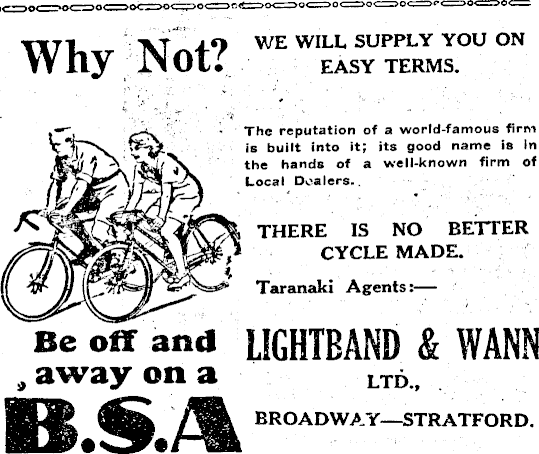 Why Not?
WE WILL SUPPLY YOU ON
EASY TERMS.
The reputation of a world-famous firm
is built into it; its good name is in
the hands of a well-known firm of
Local Dealers.
THERE IS NO BETTER
CYCLE MADE.
Taranaki Agents:—
Be off and
away on a
B.S.A
LIGHTBAND & WANN
LTD.,
BROADWAY—STRATFORD.